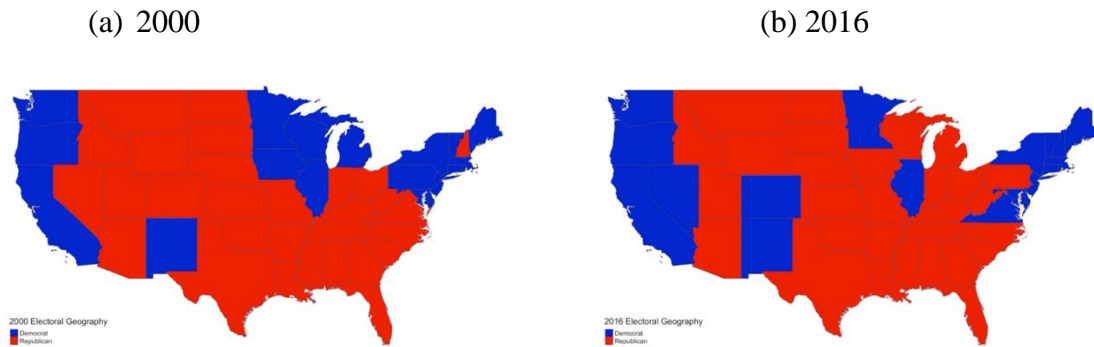 (a) 2000
(b) 2016
2000 Electoral Geography
Democrat
Republican
2016 Electoral Geography
Democrat
Republican